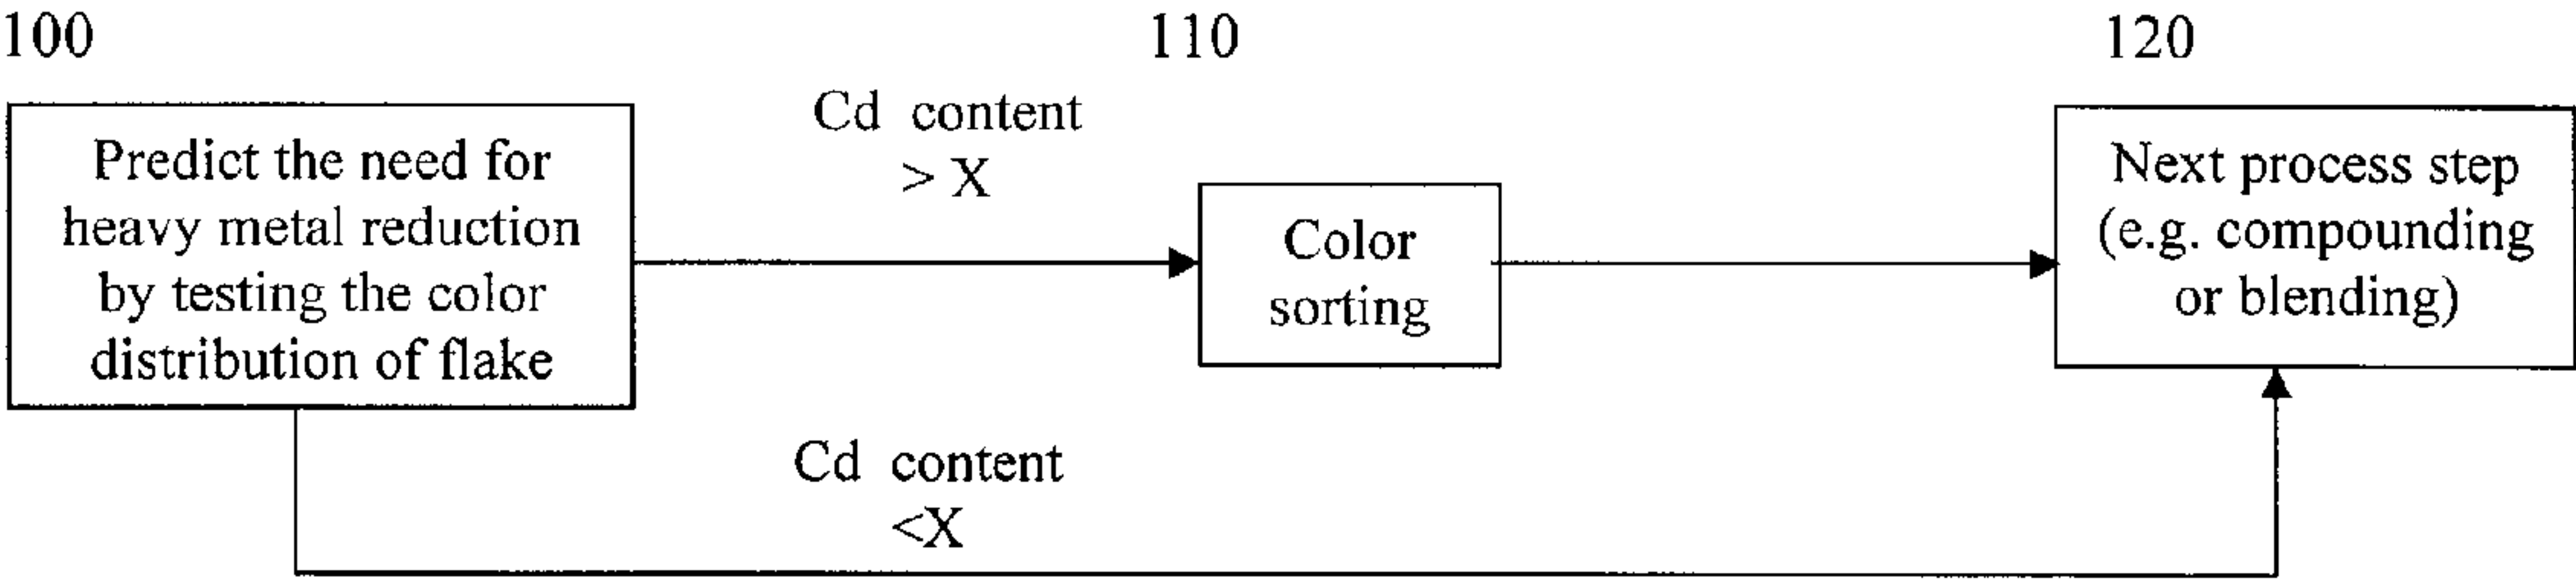 100
110
120
Predict the need for
heavy metal reduction
by testing the color
distribution of flake
Cd content
> X
Color
sorting
Next process step
(e.g. compounding
or blending)
Cd content
<X